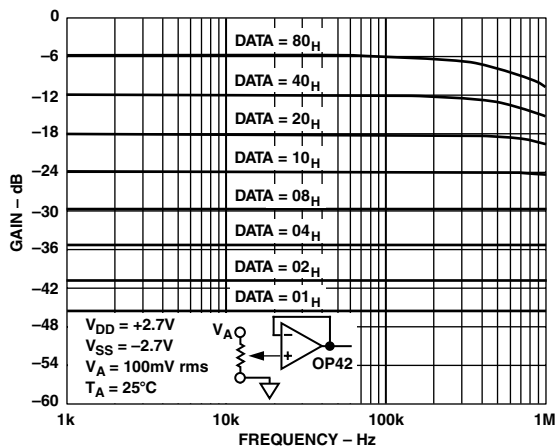 0
−6
−12
−18
−24
−30
−36
−42
−48
−54
−60
GAIN – dB
DATA = 80H
DATA = 40H
DATA = 20H
DATA = 10H
DATA = 08H
DATA = 04H
DATA = 02H
DATA = 01H
VDD = +2.7V
VSS = −2.7V
VA = 100mV rms
TA = 25°C
VA
−
+
OP42
1k 10k 100k 1M
FREQUENCY – Hz